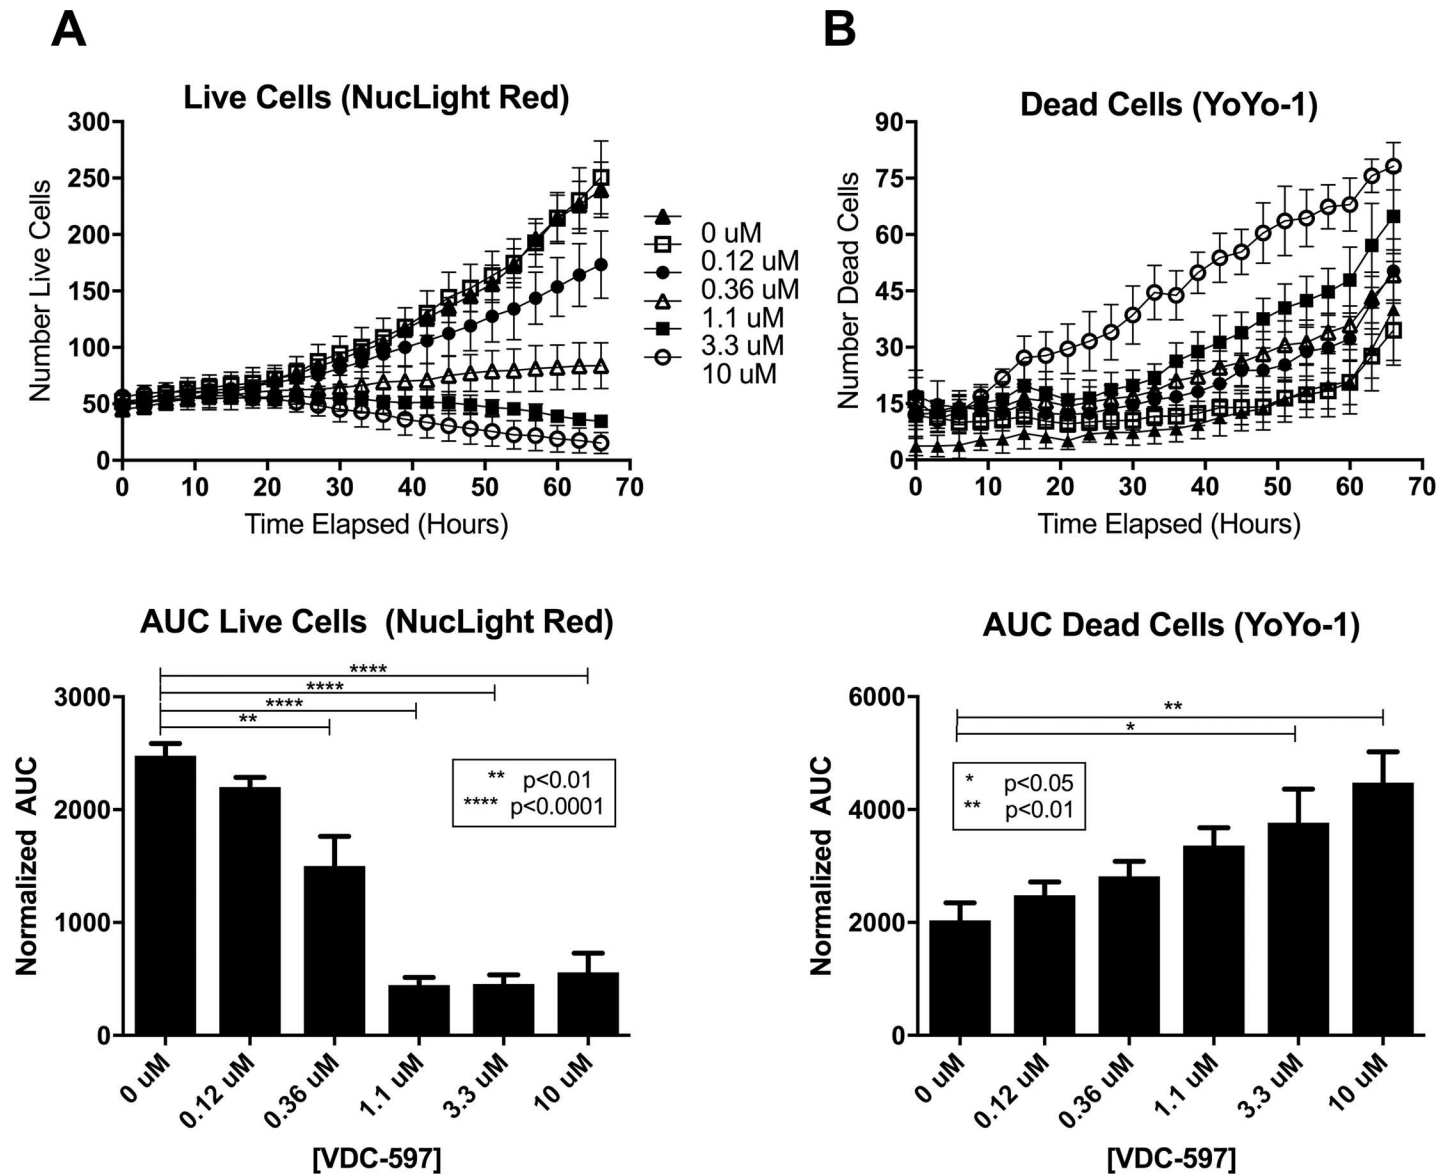 A
B
Live Cells (NucLight Red)
Number Live Cells
300
250
200
150
100
50
0
0 10 20 30 40 50 60 70
Time Elapsed (Hours)
0 uM
0.12 uM
0.36 uM
1.1 uM
3.3 uM
10 uM
Dead Cells (YoYo-1)
Number Dead Cells
90
75
60
45
30
15
0
0 10 20 30 40 50 60 70
Time Elapsed (Hours)
AUC Live Cells (NucLight Red)
Normalized AUC
3000
2000
1000
0
****
****
****
**
** p<0.01
**** p<0.0001
0 uM
0.12 uM
0.36 uM
1.1 uM
3.3 uM
10 uM
[VDC-597]
AUC Dead Cells (YoYo-1)
Normalized AUC
6000
4000
2000
0
**
*
* p<0.05
** p<0.01
0 uM
0.12 uM
0.36 uM
1.1 uM
3.3 uM
10 uM
[VDC-597]